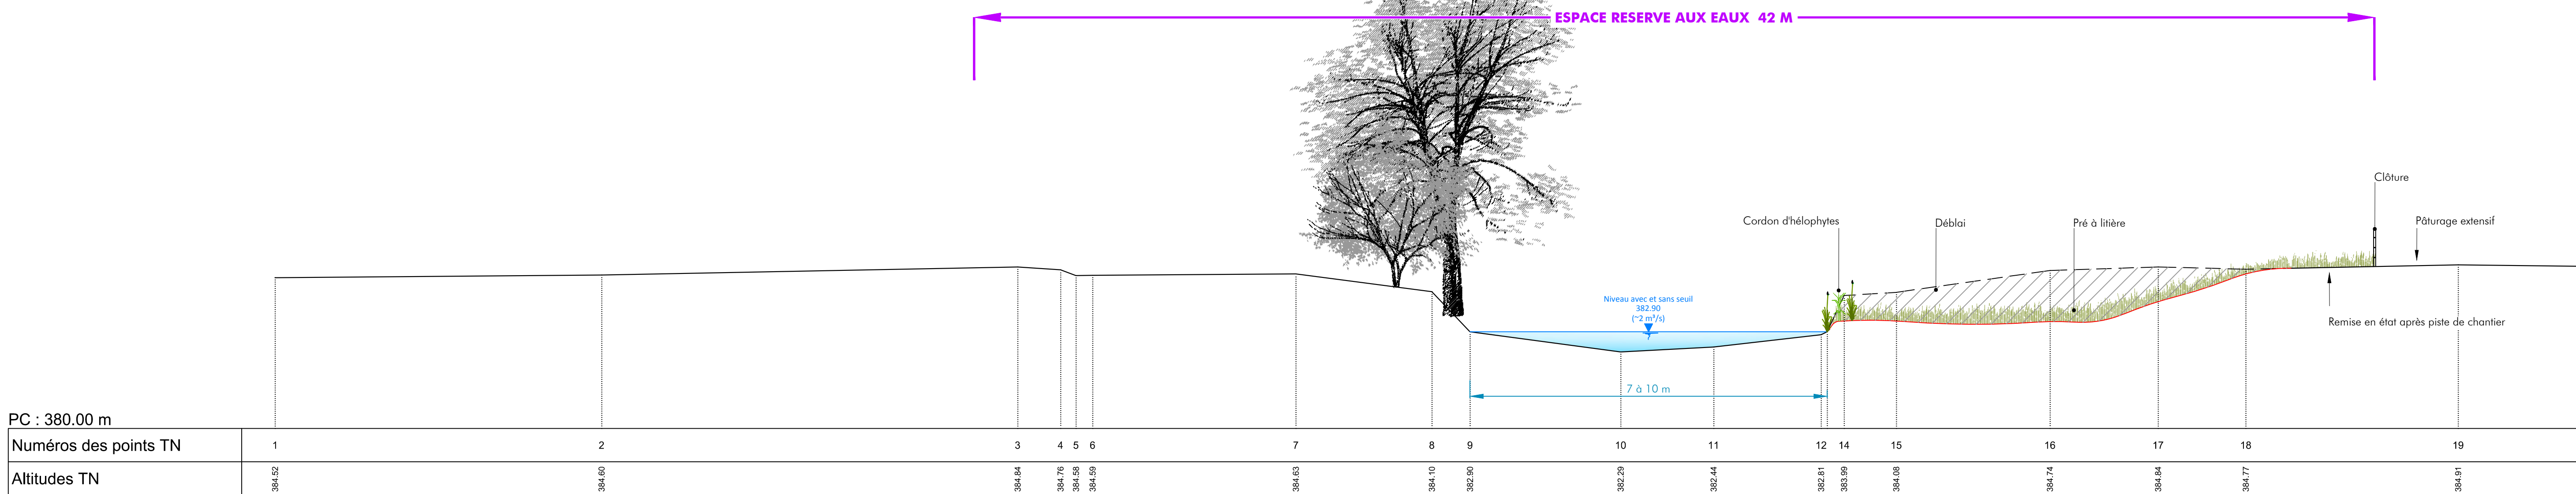 ESPACE RESERVE AUX EAUX 42 M
Clôture
Cordon d'hélophytes
Déblai
Pré à litière
Pâturage extensif
Niveau avec et sans seuil
382.90
(~2 m³/s)
Remise en état après piste de chantier
7 à 10 m
PC : 380.00 m
Numéros des points TN 1 2 3 4 5 6 7 8 9 10 11 12 14 15 16 17 18 19
Altitudes TN 384.52 384.60 384.84 384.76 384.58 384.59 384.63 384.10 382.90 382.29 382.44 382.81 383.99 384.08 384.74 384.84 384.77 384.91